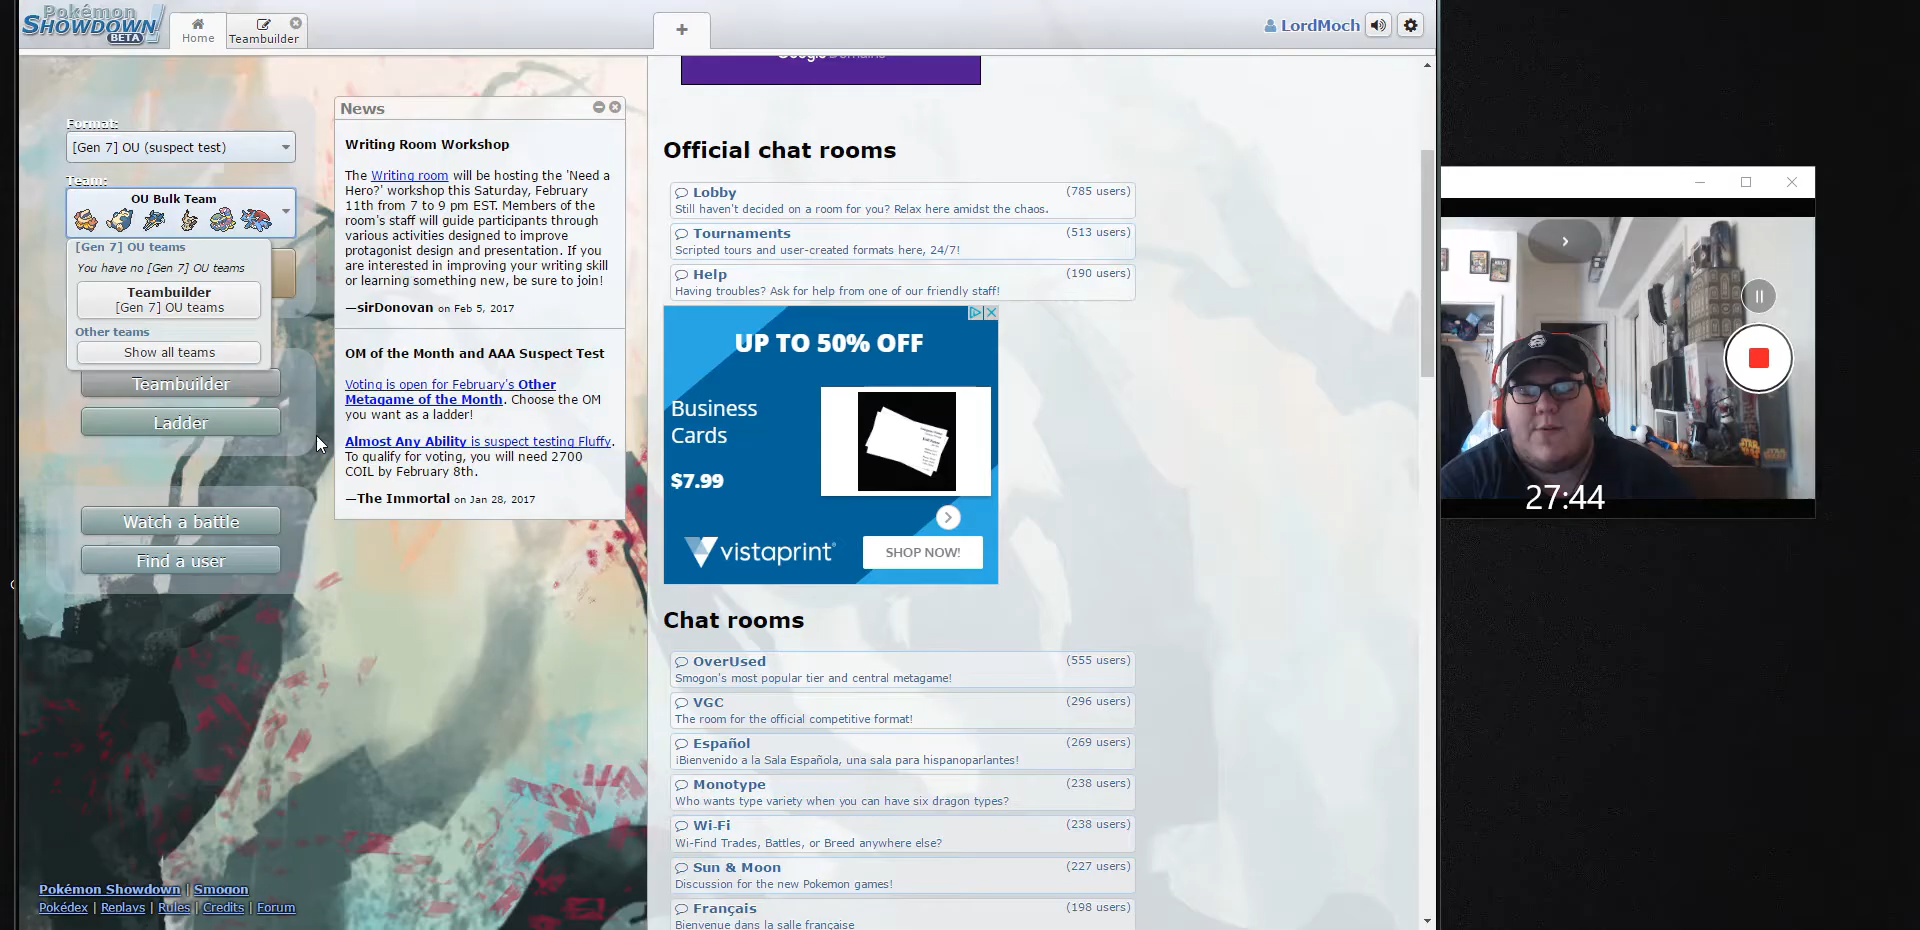 Pokémon
SHOWDOWN!
BETA
Home
Teambuilder
+
LordMoch
Format:
[Gen 7] OU (suspect test)
Team:
OU Bulk Team
[Gen 7] OU teams
You have no [Gen 7] OU teams
Teambuilder
[Gen 7] OU teams
Other teams
Show all teams
Teambuilder
Ladder
Watch a battle
Find a user
Pokémon Showdown | Smogon
Pokédex | Replays | Rules | Credits | Forum
News
Writing Room Workshop
The Writing room will be hosting the 'Need a
Hero?' workshop this Saturday, February
11th from 7 to 9 pm EST. Members of the
room's staff will guide participants through
various activities designed to improve
protagonist design and presentation. If you
are interested in improving your writing skill
or learning something new, be sure to join!
—sirDonovan on Feb 5, 2017
OM of the Month and AAA Suspect Test
Voting is open for February's Other
Metagame of the Month. Choose the OM
you want as a ladder!
Almost Any Ability is suspect testing Fluffy.
To qualify for voting, you will need 2700
COIL by February 8th.
—The Immortal on Jan 28, 2017
Google Domains
Official chat rooms
Lobby (785 users)
Still haven't decided on a room for you? Relax here amidst the chaos.
Tournaments (513 users)
Scripted tours and user-created formats here, 24/7!
Help (190 users)
Having troubles? Ask for help from one of our friendly staff!
UP TO 50% OFF
Business
Cards
$7.99
vistaprint
SHOP NOW!
Chat rooms
OverUsed (555 users)
Smogon's most popular tier and central metagame!
VGC (296 users)
The room for the official competitive format!
Español (269 users)
¡Bienvenido a la Sala Española, una sala para hispanoparlantes!
Monotype (238 users)
Who wants type variety when you can have six dragon types?
Wi-Fi (238 users)
Wi-Find Trades, Battles, or Breed anywhere else?
Sun & Moon (227 users)
Discussion for the new Pokemon games!
Français (198 users)
Bienvenue dans la salle française
27:44